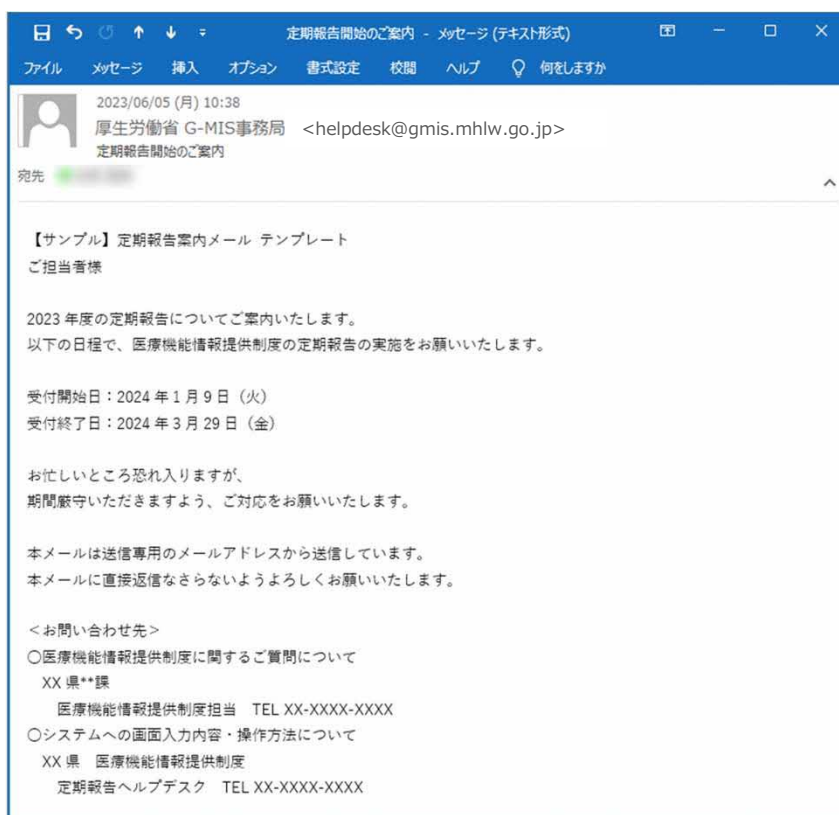 定期報告開始のご案内 - メッセージ (テキスト形式)
ファイル メッセージ 挿入 オプション 書式設定 校閲 ヘルプ 何をしますか
2023/06/05 (月) 10:38
厚生労働省 G-MIS事務局 <helpdesk@gmis.mhlw.go.jp>
定期報告開始のご案内
宛先
【サンプル】定期報告案内メール テンプレート
ご担当者様
2023 年度の定期報告についてご案内いたします。
以下の日程で、医療機能情報提供制度の定期報告の実施をお願いいたします。
受付開始日：2024 年 1 月 9 日（火）
受付終了日：2024 年 3 月 29 日（金）
お忙しいところ恐れ入りますが、
期間厳守いただきますよう、ご対応をお願いいたします。
本メールは送信専用のメールアドレスから送信しています。
本メールに直接返信なさらないようよろしくお願いいたします。
＜お問い合わせ先＞
〇医療機能情報提供制度に関するご質問について
XX 県**課
医療機能情報提供制度担当 TEL XX-XXXX-XXXX
〇システムへの画面入力内容・操作方法について
XX 県 医療機能情報提供制度
定期報告ヘルプデスク TEL XX-XXXX-XXXX